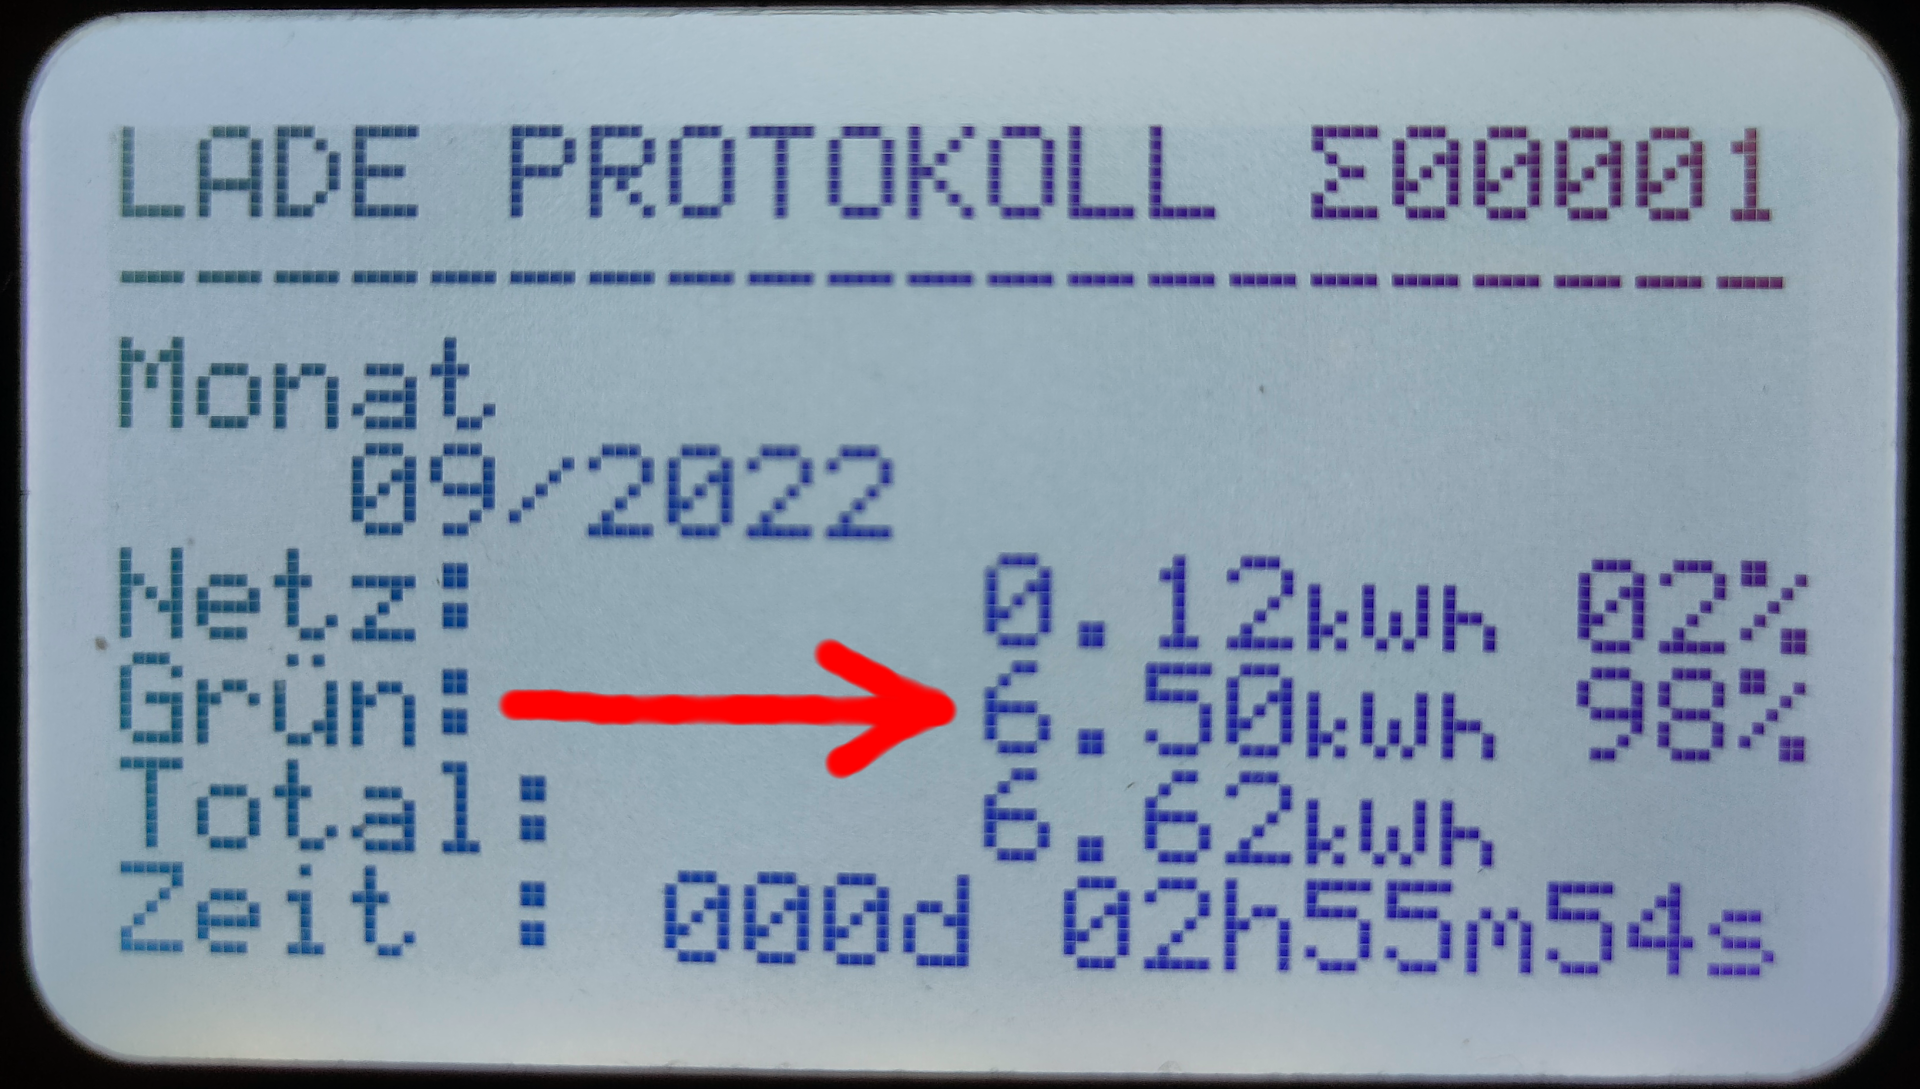 LADE PROTOKOLL Σ00001
---------------------
Monat
09/2022
Netz: 0.12kWh 02%
Grün: 6.50kWh 98%
Total: 6.62kWh
Zeit : 000d 02h55m54s